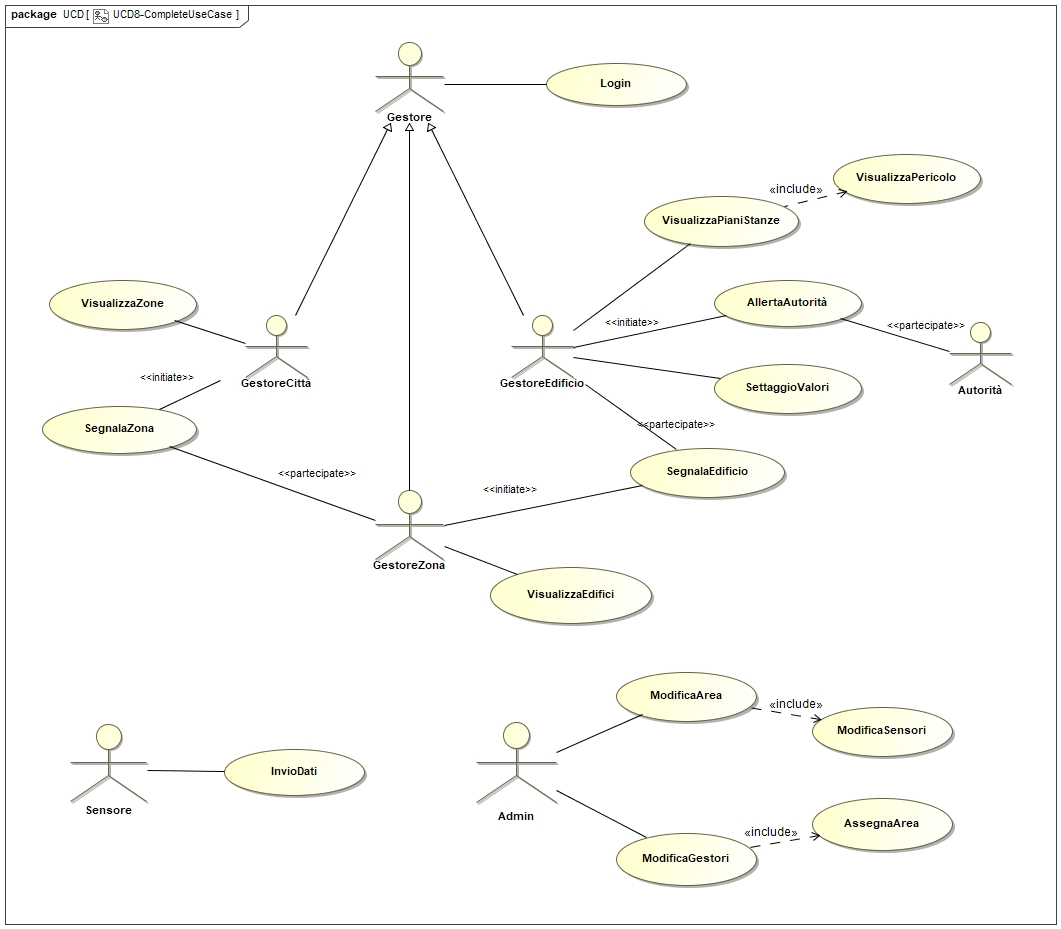 package UCD [ UCD8-CompleteUseCase ]
Login
Gestore
VisualizzaPericolo
«include»
VisualizzaPianiStanze
VisualizzaZone
AllertaAutorità
<<initiate>>
<<partecipate>>
GestoreCittà
GestoreEdificio
Autorità
<<initiate>>
SettaggioValori
SegnalaZona
<<partecipate>>
SegnalaEdificio
<<partecipate>>
<<initiate>>
GestoreZona
VisualizzaEdifici
ModificaArea
«include»
ModificaSensori
InvioDati
Sensore
Admin
AssegnaArea
«include»
ModificaGestori